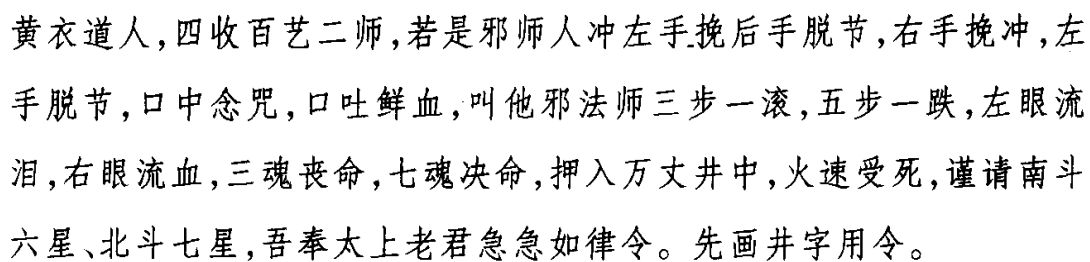 黄衣道人,四收百艺二师,若是邪师人冲左手挽后手脱节,右手挽冲,左
手脱节,口中念咒,口吐鲜血,叫他邪法师三步一滚,五步一跌,左眼流
泪,右眼流血,三魂丧命,七魂决命,押入万丈井中,火速受死,谨请南斗
六星、北斗七星,吾奉太上老君急急如律令。先画井字用令。